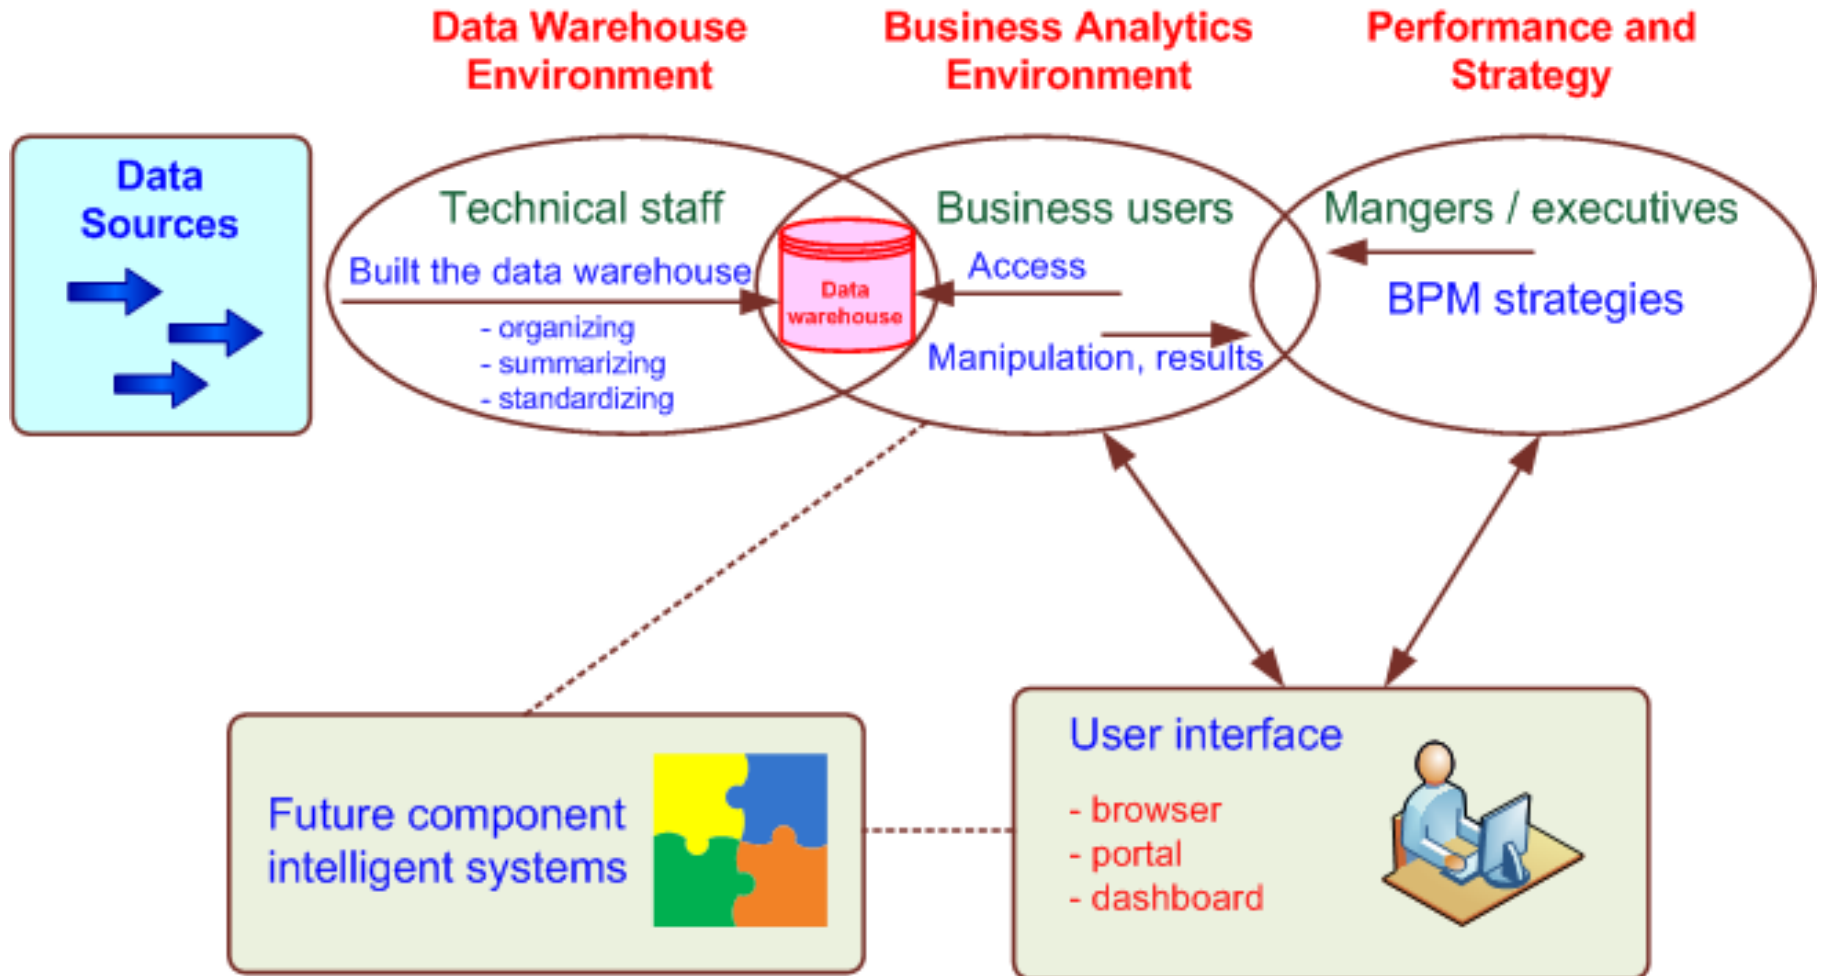 Data Warehouse
Environment
Business Analytics
Environment
Performance and
Strategy
Data
Sources
Technical staff
Built the data warehouse
- organizing
- summarizing
- standardizing
Data
warehouse
Business users
Access
Manipulation, results
Mangers / executives
BPM strategies
Future component
intelligent systems
User interface
- browser
- portal
- dashboard